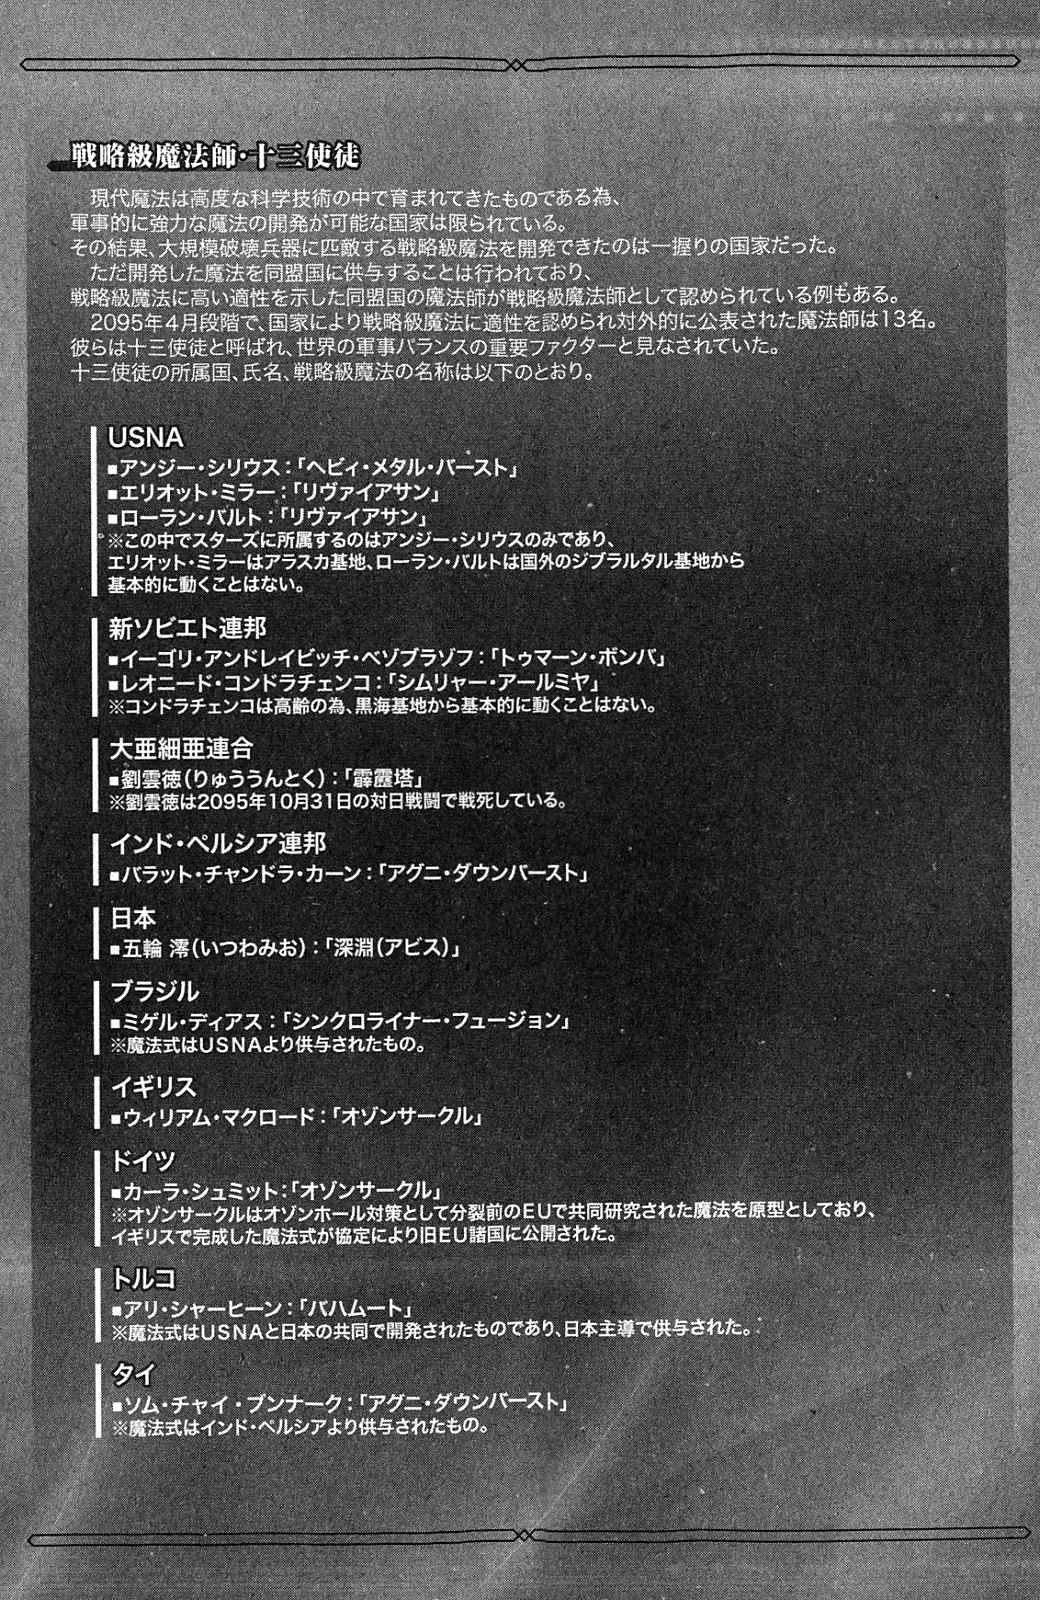 戦略級魔法師・十三使徒
現代魔法は高度な科学技術の中で育まれてきたものである為、
軍事的に強力な魔法の開発が可能な国家は限られている。
その結果、大規模破壊兵器に匹敵する戦略級魔法を開発できたのは一握りの国家だった。
ただ開発した魔法を同盟国に供与することは行われており、
戦略級魔法に高い適性を示した同盟国の魔法師が戦略級魔法師として認められている例もある。
2095年4月段階で、国家により戦略級魔法に適性を認められ対外的に公表された魔法師は13名。
彼らは十三使徒と呼ばれ、世界の軍事バランスの重要ファクターと見なされていた。
十三使徒の所属国、氏名、戦略級魔法の名称は以下のとおり。
USNA
■アンジー・シリウス：「ヘビィ・メタル・バースト」
■エリオット・ミラー：「リヴァイアサン」
■ローラン・バルト：「リヴァイアサン」
※この中でスターズに所属するのはアンジー・シリウスのみであり、
エリオット・ミラーはアラスカ基地、ローラン・バルトは国外のジブラルタル基地から
基本的に動くことはない。
新ソビエト連邦
■イーゴリ・アンドレイビッチ・ベゾブラゾフ：「トゥマーン・ボンバ」
■レオニード・コンドラチェンコ：「シムリャー・アールミヤ」
※コンドラチェンコは高齢の為、黒海基地から基本的に動くことはない。
大亜細亜連合
■劉雲徳（りゅううんとく）：「霹靂塔」
※劉雲徳は2095年10月31日の対日戦闘で戦死している。
インド・ペルシア連邦
■バラット・チャンドラ・カーン：「アグニ・ダウンバースト」
日本
■五輪 澪（いつわみお）：「深淵（アビス）」
ブラジル
■ミゲル・ディアス：「シンクロライナー・フュージョン」
※魔法式はUSNAより供与されたもの。
イギリス
■ウィリアム・マクロード：「オゾンサークル」
ドイツ
■カーラ・シュミット：「オゾンサークル」
※オゾンサークルはオゾンホール対策として分裂前のEUで共同研究された魔法を原型としており、
イギリスで完成した魔法式が協定により旧EU諸国に公開された。
トルコ
■アリ・シャーヒーン：「バハムート」
※魔法式はUSNAと日本の共同で開発されたものであり、日本主導で供与された。
タイ
■ソム・チャイ・ブンナーク：「アグニ・ダウンバースト」
※魔法式はインド・ペルシアより供与されたもの。